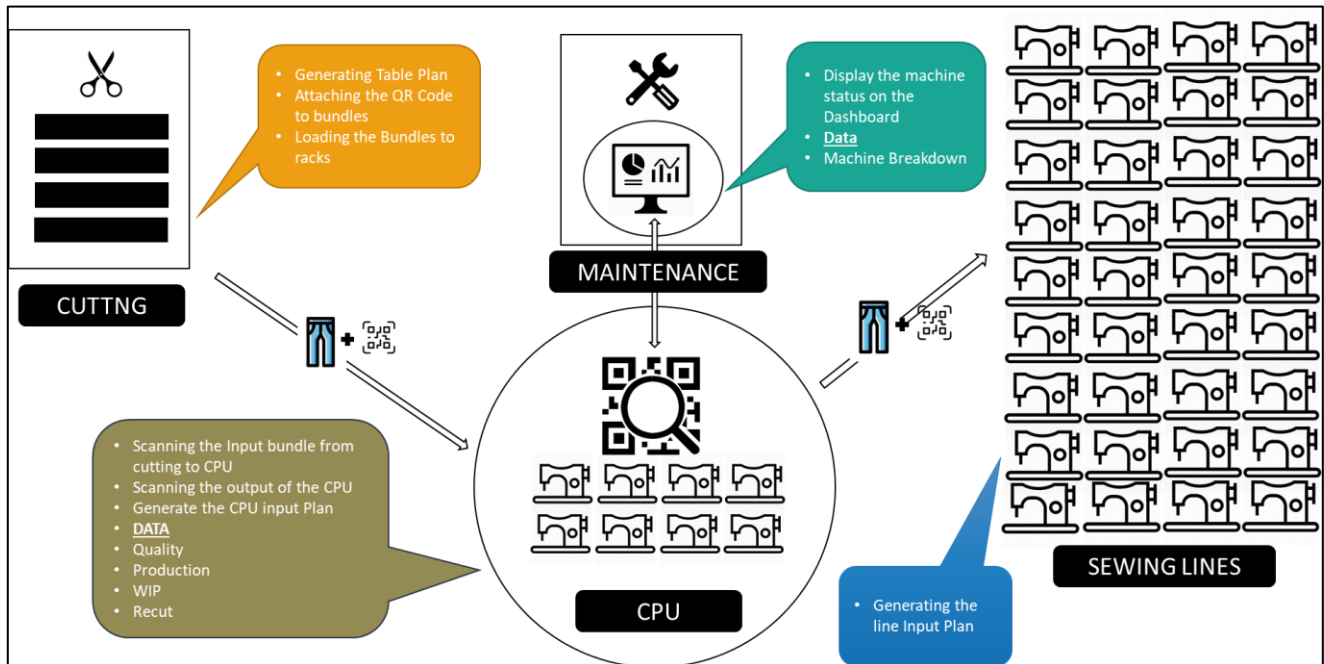 • Generating Table Plan
• Attaching the QR Code
to bundles
• Loading the Bundles to
racks
CUTTNG
• Display the machine
status on the
Dashboard
• Data
• Machine Breakdown
MAINTENANCE
• Scanning the Input bundle from
cutting to CPU
• Scanning the output of the CPU
• Generate the CPU input Plan
• DATA
• Quality
• Production
• WIP
• Recut
CPU
• Generating the
line Input Plan
SEWING LINES